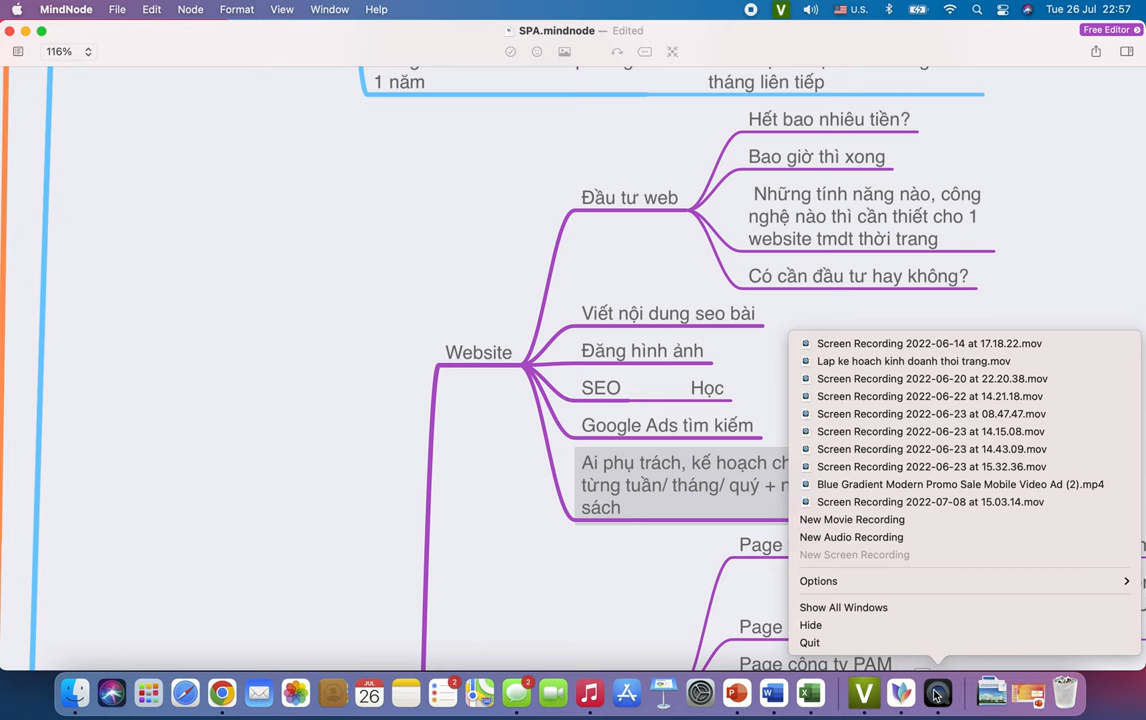 MindNode File Edit Node Format View Window Help
V U.S. Tue 26 Jul 22:57
SPA.mindnode — Edited
Free Editor
116%
1 năm
tháng liên tiếp
Hết bao nhiêu tiền?
Bao giờ thì xong
Đầu tư web
Những tính năng nào, công
nghệ nào thì cần thiết cho 1
website tmdt thời trang
Có cần đầu tư hay không?
Viết nội dung seo bài
Website
Đăng hình ảnh
SEO Học
Google Ads tìm kiếm
Ai phụ trách, kế hoạch
từng tuần/ tháng/ quý +
sách
Page
Page
Page công ty PAM
Screen Recording 2022-06-14 at 17.18.22.mov
Lap ke hoach kinh doanh thoi trang.mov
Screen Recording 2022-06-20 at 22.20.38.mov
Screen Recording 2022-06-22 at 14.21.18.mov
Screen Recording 2022-06-23 at 08.47.47.mov
Screen Recording 2022-06-23 at 14.15.08.mov
Screen Recording 2022-06-23 at 14.43.09.mov
Screen Recording 2022-06-23 at 15.32.36.mov
Blue Gradient Modern Promo Sale Mobile Video Ad (2).mp4
Screen Recording 2022-07-08 at 15.03.14.mov
New Movie Recording
New Audio Recording
New Screen Recording
Options
Show All Windows
Hide
Quit
JUL
26
2
2
P
W
X
V